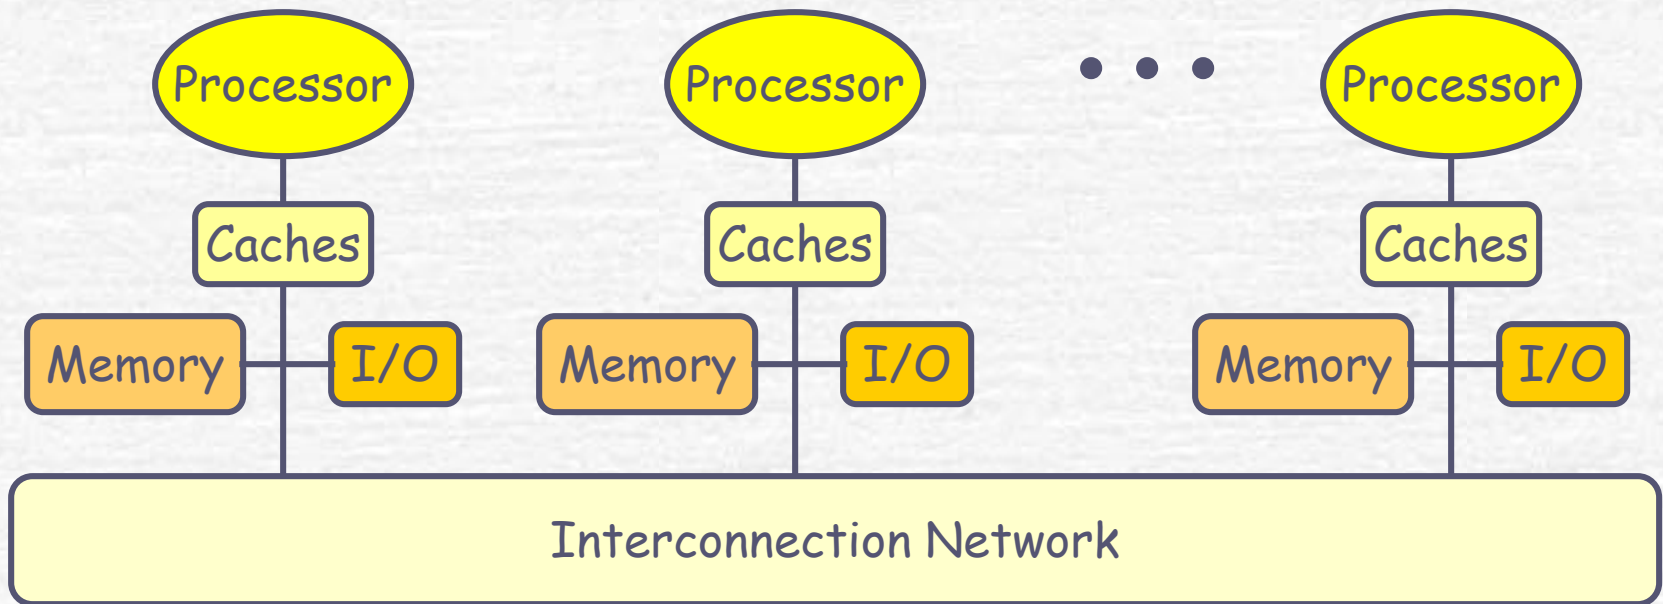 Processor Processor • • • Processor
Caches Caches Caches
Memory I/O Memory I/O Memory I/O
Interconnection Network